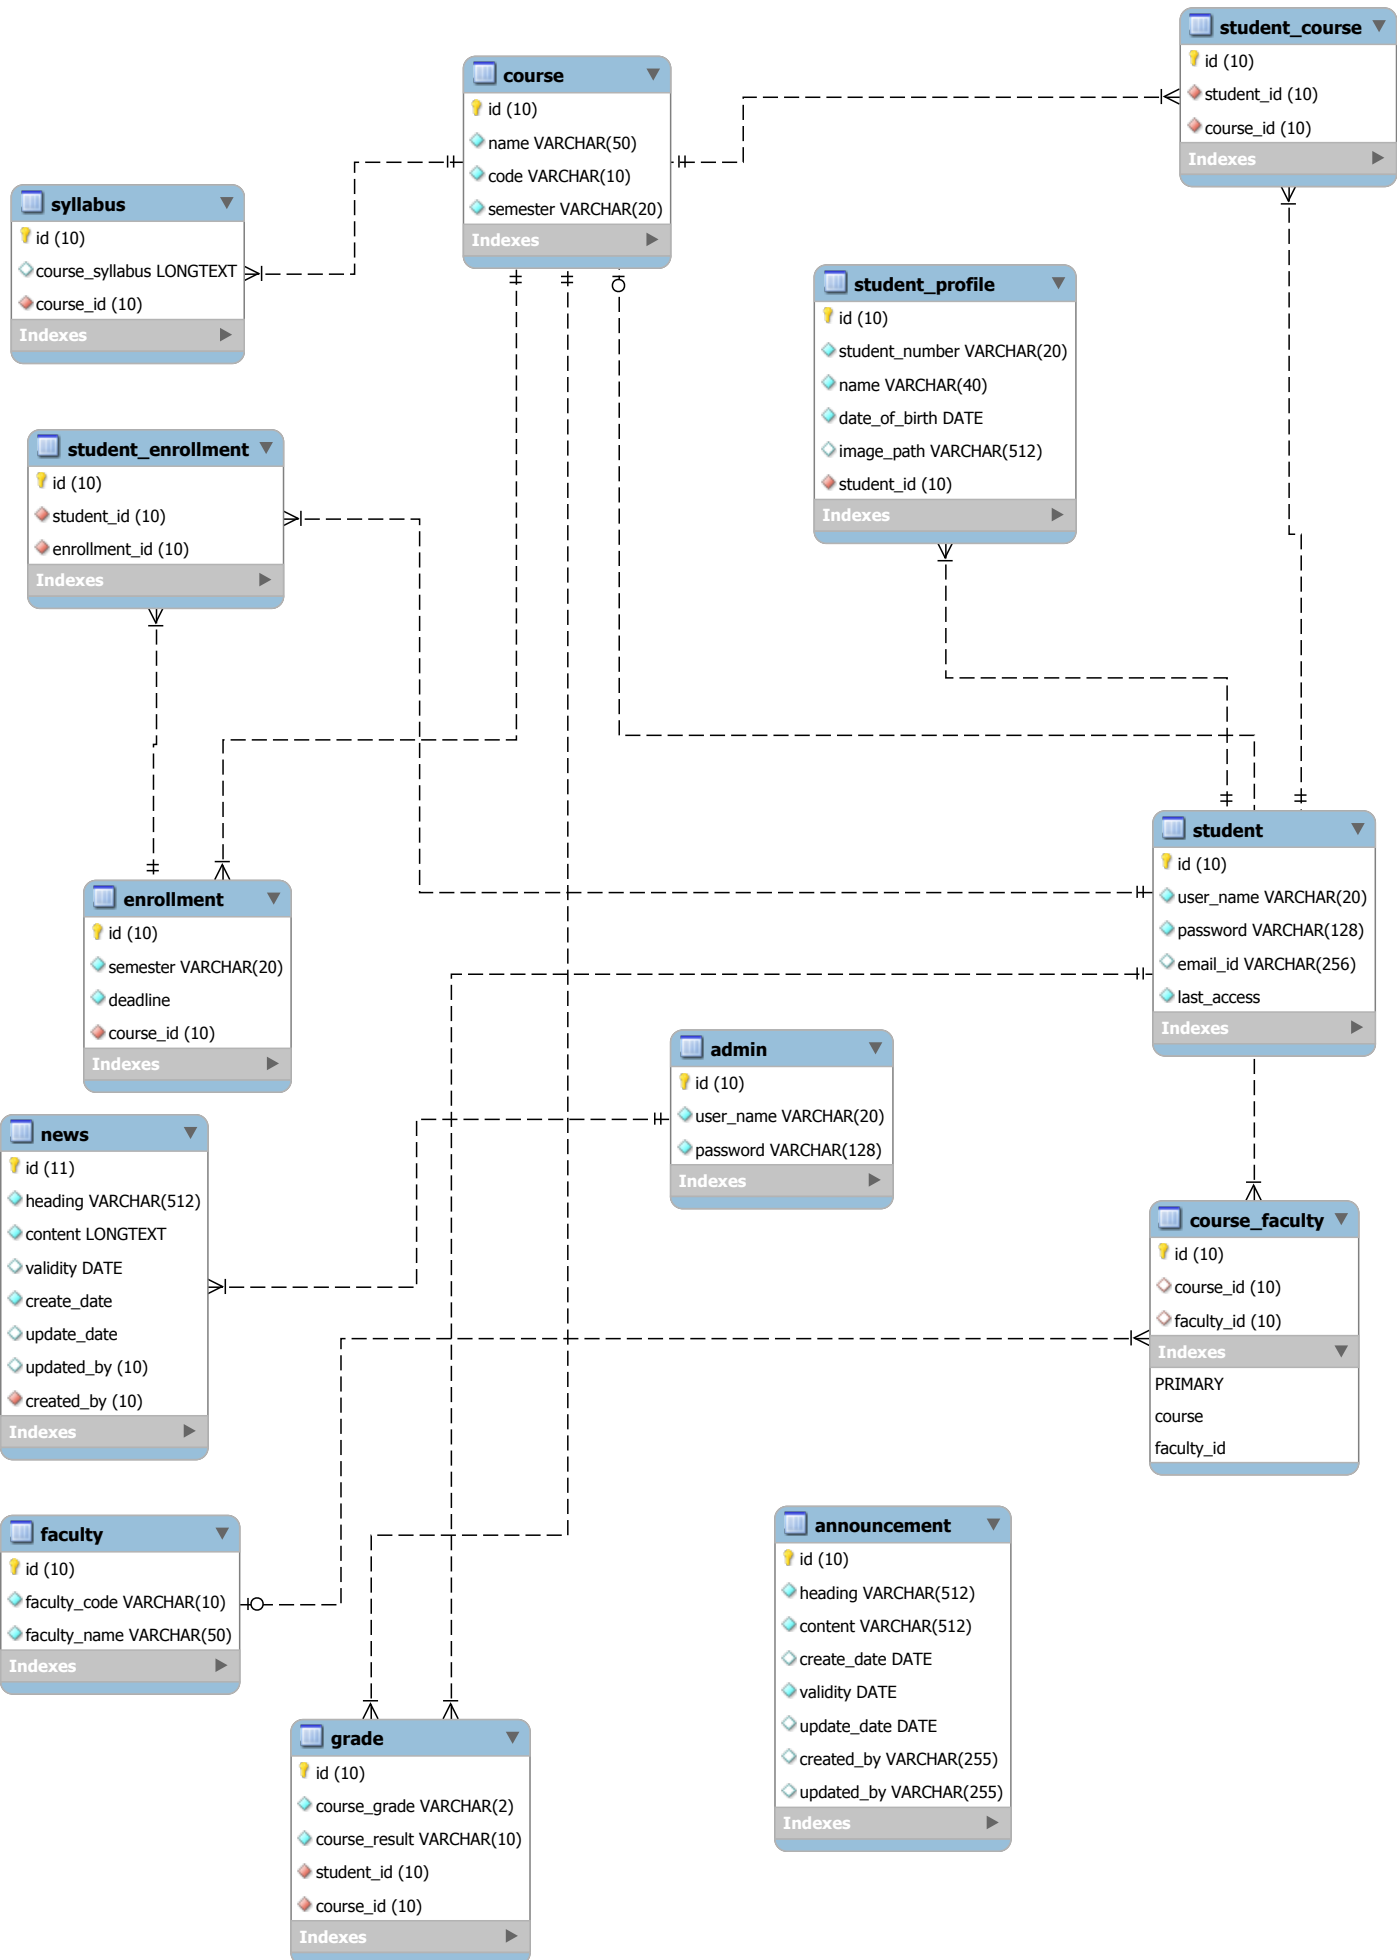 student_course
id (10)
student_id (10)
course_id (10)
Indexes
course
id (10)
name VARCHAR(50)
code VARCHAR(10)
semester VARCHAR(20)
Indexes
syllabus
id (10)
course_syllabus LONGTEXT
course_id (10)
Indexes
student_profile
id (10)
student_number VARCHAR(20)
name VARCHAR(40)
date_of_birth DATE
image_path VARCHAR(512)
student_id (10)
Indexes
student_enrollment
id (10)
student_id (10)
enrollment_id (10)
Indexes
student
id (10)
user_name VARCHAR(20)
password VARCHAR(128)
email_id VARCHAR(256)
last_access
Indexes
enrollment
id (10)
semester VARCHAR(20)
deadline
course_id (10)
Indexes
admin
id (10)
user_name VARCHAR(20)
password VARCHAR(128)
Indexes
news
id (11)
heading VARCHAR(512)
content LONGTEXT
validity DATE
create_date
update_date
updated_by (10)
created_by (10)
Indexes
course_faculty
id (10)
course_id (10)
faculty_id (10)
Indexes
PRIMARY
course
faculty_id
faculty
id (10)
faculty_code VARCHAR(10)
faculty_name VARCHAR(50)
Indexes
announcement
id (10)
heading VARCHAR(512)
content VARCHAR(512)
create_date DATE
validity DATE
update_date DATE
created_by VARCHAR(255)
updated_by VARCHAR(255)
Indexes
grade
id (10)
course_grade VARCHAR(2)
course_result VARCHAR(10)
student_id (10)
course_id (10)
Indexes